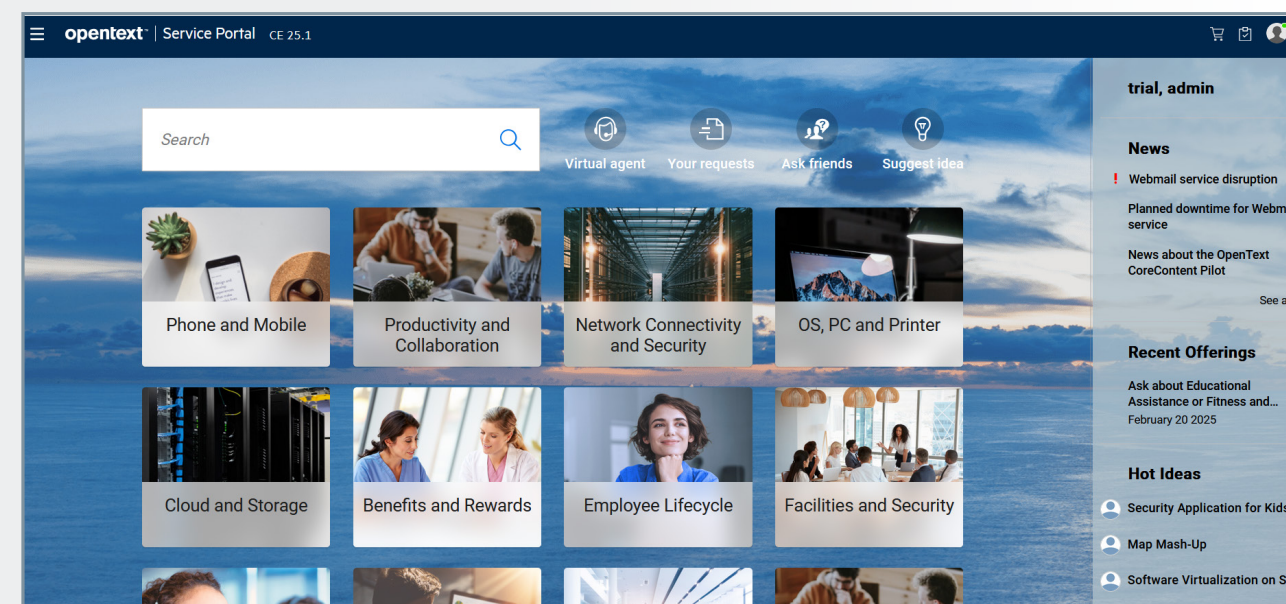 opentext™ | Service Portal CE 25.1
Search
Virtual agent
Your requests
Ask friends
Suggest idea
Phone and Mobile
Productivity and
Collaboration
Network Connectivity
and Security
OS, PC and Printer
Cloud and Storage
Benefits and Rewards
Employee Lifecycle
Facilities and Security
trial, admin
News
! Webmail service disruption
Planned downtime for
service
News about the OpenText
CoreContent Pilot
See
Recent Offerings
Ask about Educational
Assistance or Fitness and...
February 20 2025
Hot Ideas
Security Application for Kids
Map Mash-Up
Software Virtualization on